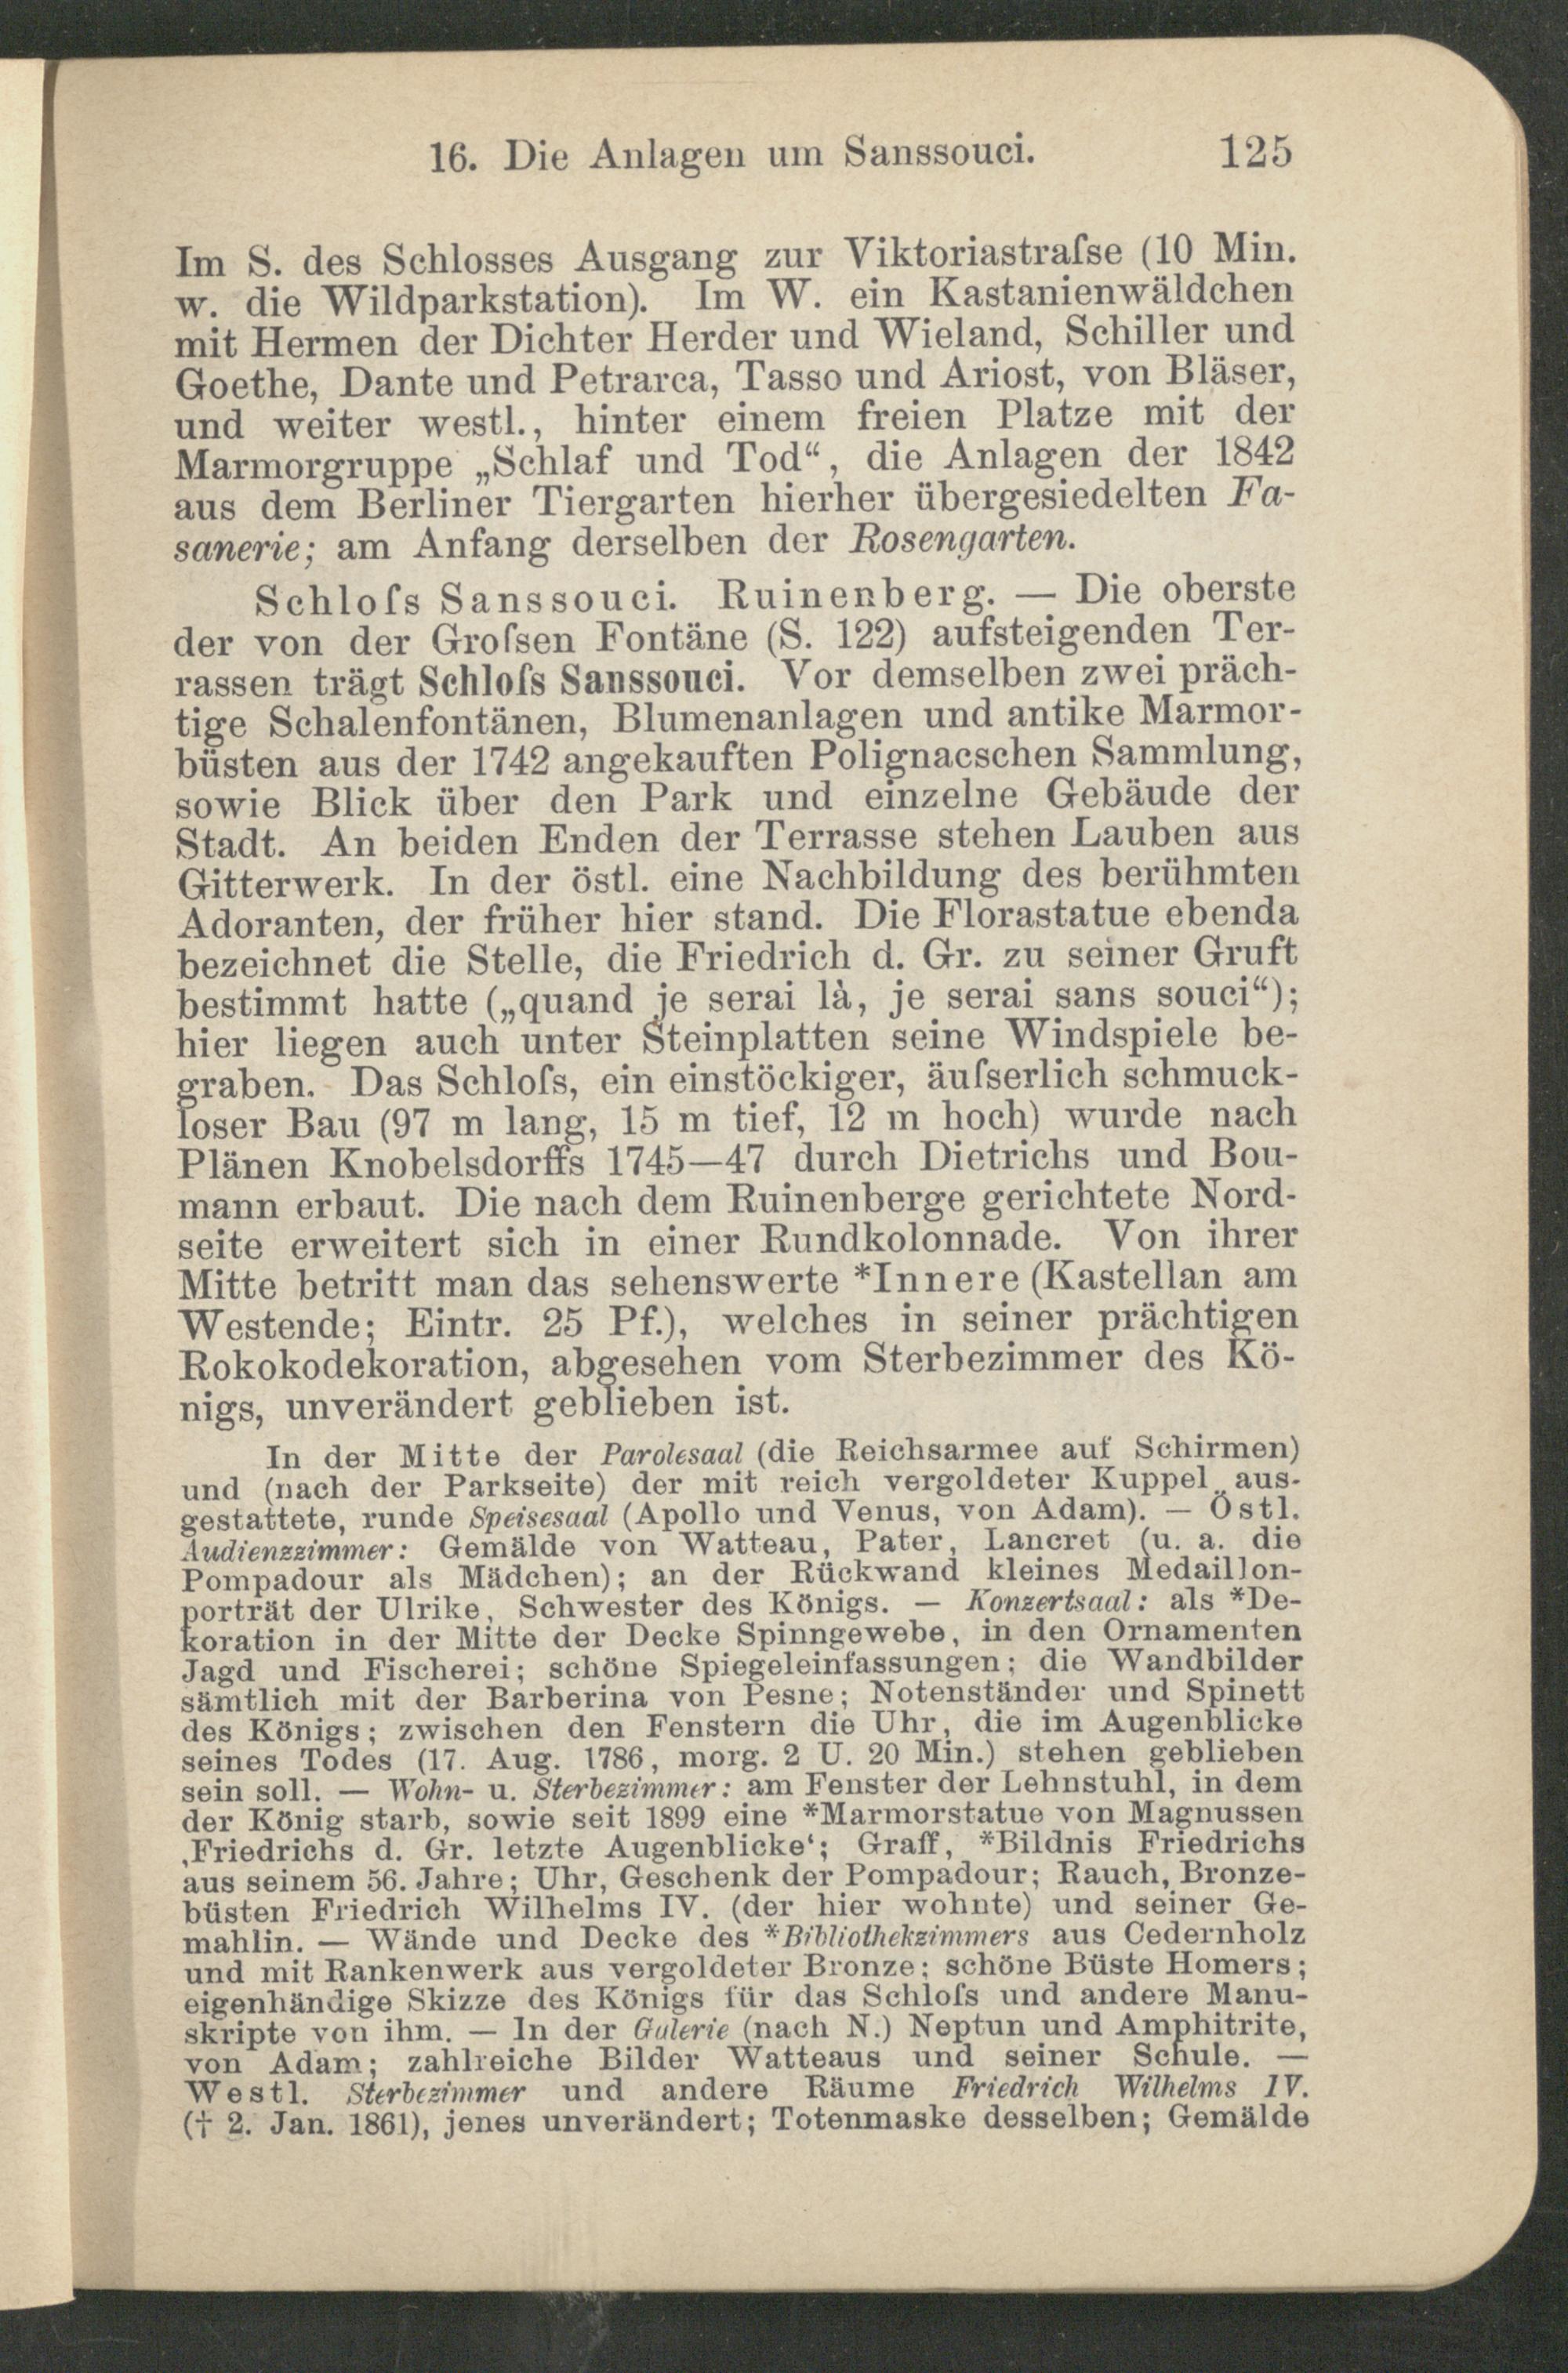 16. Die Anlagen um Sanssouci. 125
Im S. des Schlosses Ausgang zur Viktoriastraſse (10 Min.
w. die Wildparkstation). Im W. ein Kastanienwäldchen
mit Hermen der Dichter Herder und Wieland, Schiller und
Goethe, Dante und Petrarca, Tasso und Ariost, von Bläser,
und weiter westl., hinter einem freien Platze mit der
Marmorgruppe „Schlaf und Tod“, die Anlagen der 1842
aus dem Berliner Tiergarten hierher übergesiedelten Fa-
sanerie; am Anfang derselben der Rosengarten.
Schloſs Sanssouci. Ruinenberg. — Die oberste
der von der Groſsen Fontäne (S. 122) aufsteigenden Ter-
rassen trägt Schloſs Sanssouci. Vor demselben zwei präch-
tige Schalenfontänen, Blumenanlagen und antike Marmor-
büsten aus der 1742 angekauften Polignacschen Sammlung,
sowie Blick über den Park und einzelne Gebäude der
Stadt. An beiden Enden der Terrasse stehen Lauben aus
Gitterwerk. In der östl. eine Nachbildung des berühmten
Adoranten, der früher hier stand. Die Florastatue ebenda
bezeichnet die Stelle, die Friedrich d. Gr. zu seiner Gruft
bestimmt hatte („quand je serai là, je serai sans souci“);
hier liegen auch unter Steinplatten seine Windspiele be-
graben. Das Schloſs, ein einstöckiger, äuſserlich schmuck-
loser Bau (97 m lang, 15 m tief, 12 m hoch) wurde nach
Plänen Knobelsdorffs 1745—47 durch Dietrichs und Bou-
mann erbaut. Die nach dem Ruinenberge gerichtete Nord-
seite erweitert sich in einer Rundkolonnade. Von ihrer
Mitte betritt man das sehenswerte *Innere (Kastellan am
Westende; Eintr. 25 Pf.), welches in seiner prächtigen
Rokokodekoration, abgesehen vom Sterbezimmer des Kö-
nigs, unverändert geblieben ist.
In der Mitte der Parolesaal (die Reichsarmee auf Schirmen)
und (nach der Parkseite) der mit reich vergoldeter Kuppel aus-
gestattete, runde Speisesaal (Apollo und Venus, von Adam). — Östl.
Audienzzimmer: Gemälde von Watteau, Pater, Lancret (u. a. die
Pompadour als Mädchen); an der Rückwand kleines Medaillon-
porträt der Ulrike, Schwester des Königs. — Konzertsaal: als *De-
koration in der Mitte der Decke Spinngewebe, in den Ornamenten
Jagd und Fischerei; schöne Spiegeleinfassungen; die Wandbilder
sämtlich mit der Barberina von Pesne; Notenständer und Spinett
des Königs; zwischen den Fenstern die Uhr, die im Augenblicke
seines Todes (17. Aug. 1786, morg. 2 U. 20 Min.) stehen geblieben
sein soll. — Wohn- u. Sterbezimmer: am Fenster der Lehnstuhl, in dem
der König starb, sowie seit 1899 eine *Marmorstatue von Magnussen
‚Friedrichs d. Gr. letzte Augenblicke‘; Graff, *Bildnis Friedrichs
aus seinem 56. Jahre; Uhr, Geschenk der Pompadour; Rauch, Bronze-
büsten Friedrich Wilhelms IV. (der hier wohnte) und seiner Ge-
mahlin. — Wände und Decke des *Bibliothekzimmers aus Cedernholz
und mit Rankenwerk aus vergoldeter Bronze; schöne Büste Homers;
eigenhändige Skizze des Königs für das Schloſs und andere Manu-
skripte von ihm. — In der Galerie (nach N.) Neptun und Amphitrite,
von Adam; zahlreiche Bilder Watteaus und seiner Schule. —
Westl. Sterbezimmer und andere Räume Friedrich Wilhelms IV.
(† 2. Jan. 1861), jenes unverändert; Totenmaske desselben; Gemälde